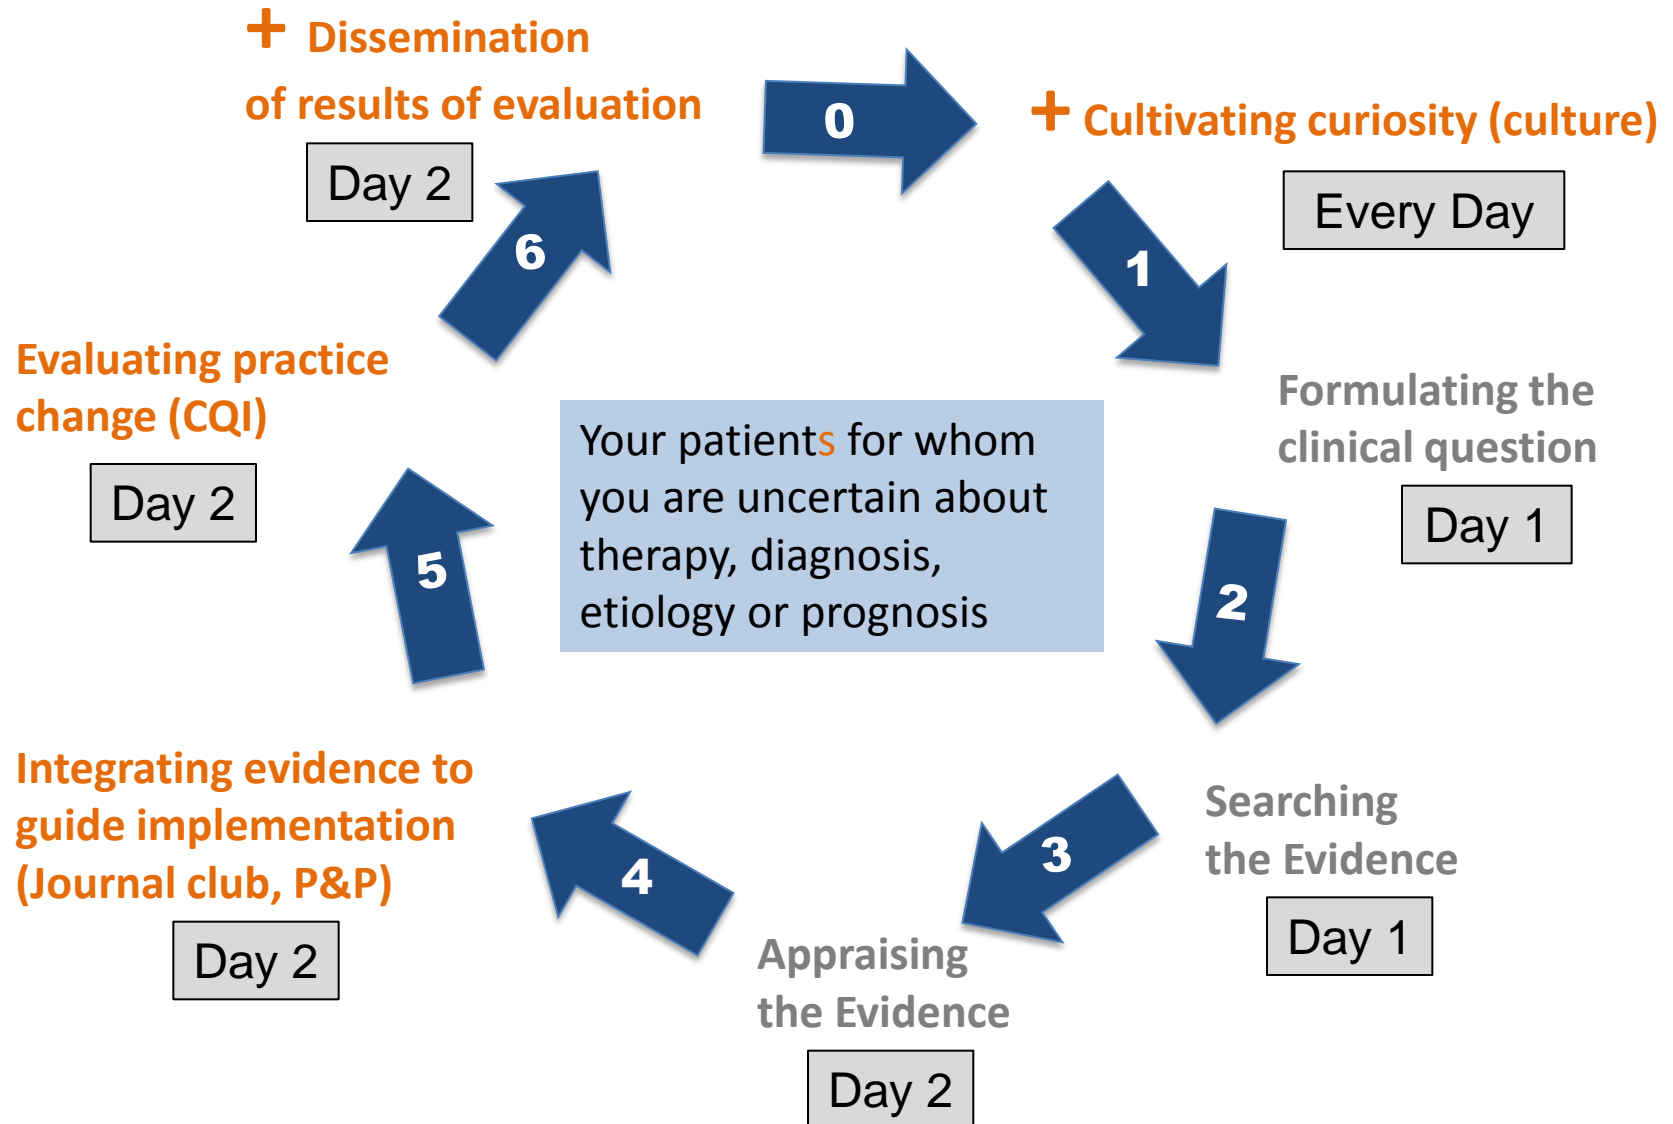 + Dissemination
of results of evaluation
Day 2
0
+ Cultivating curiosity (culture)
Every Day
1
Formulating the
clinical question
Day 1
2
Searching
the Evidence
Day 1
3
Appraising
the Evidence
Day 2
4
Integrating evidence to
guide implementation
(Journal club, P&P)
Day 2
5
Evaluating practice
change (CQI)
Day 2
6
Your patients for whom
you are uncertain about
therapy, diagnosis,
etiology or prognosis